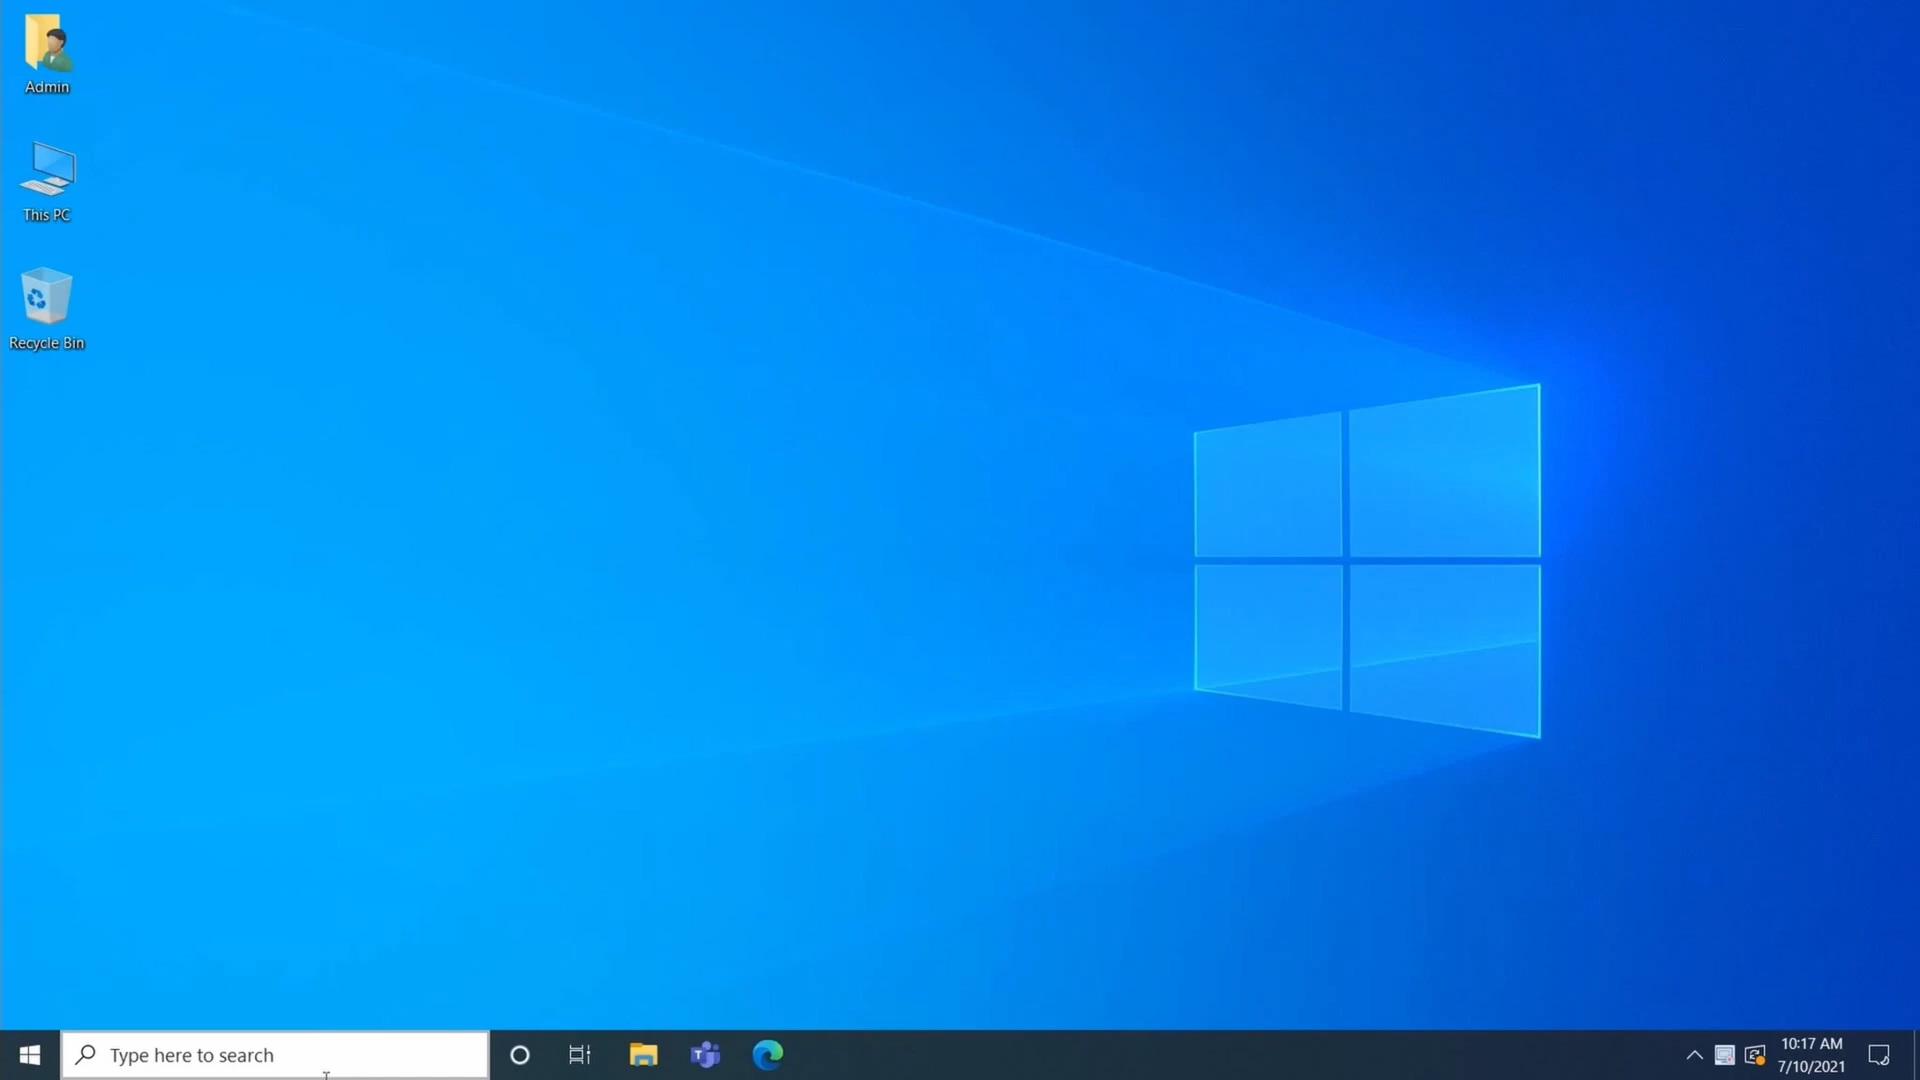 Admin
This PC
Recycle Bin
Type here to search
10:17 AM
7/10/2021